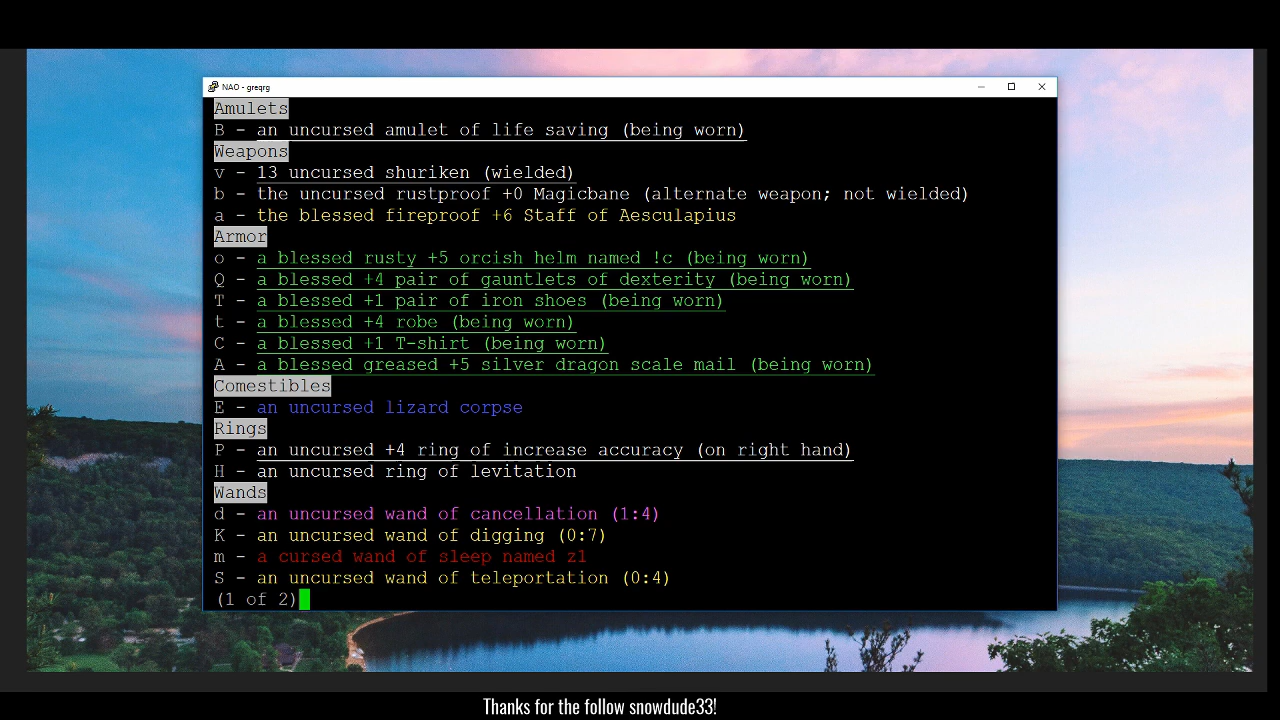 NAO - greqrg
Amulets
B - an uncursed amulet of life saving (being worn)
Weapons
v - 13 uncursed shuriken (wielded)
b - the uncursed rustproof +0 Magicbane (alternate weapon; not wielded)
a - the blessed fireproof +6 Staff of Aesculapius
Armor
o - a blessed rusty +5 orcish helm named !c (being worn)
Q - a blessed +4 pair of gauntlets of dexterity (being worn)
T - a blessed +1 pair of iron shoes (being worn)
t - a blessed +4 robe (being worn)
C - a blessed +1 T-shirt (being worn)
A - a blessed greased +5 silver dragon scale mail (being worn)
Comestibles
E - an uncursed lizard corpse
Rings
P - an uncursed +4 ring of increase accuracy (on right hand)
H - an uncursed ring of levitation
Wands
d - an uncursed wand of cancellation (1:4)
K - an uncursed wand of digging (0:7)
m - a cursed wand of sleep named z1
S - an uncursed wand of teleportation (0:4)
(1 of 2)
Thanks for the follow snowdude33!